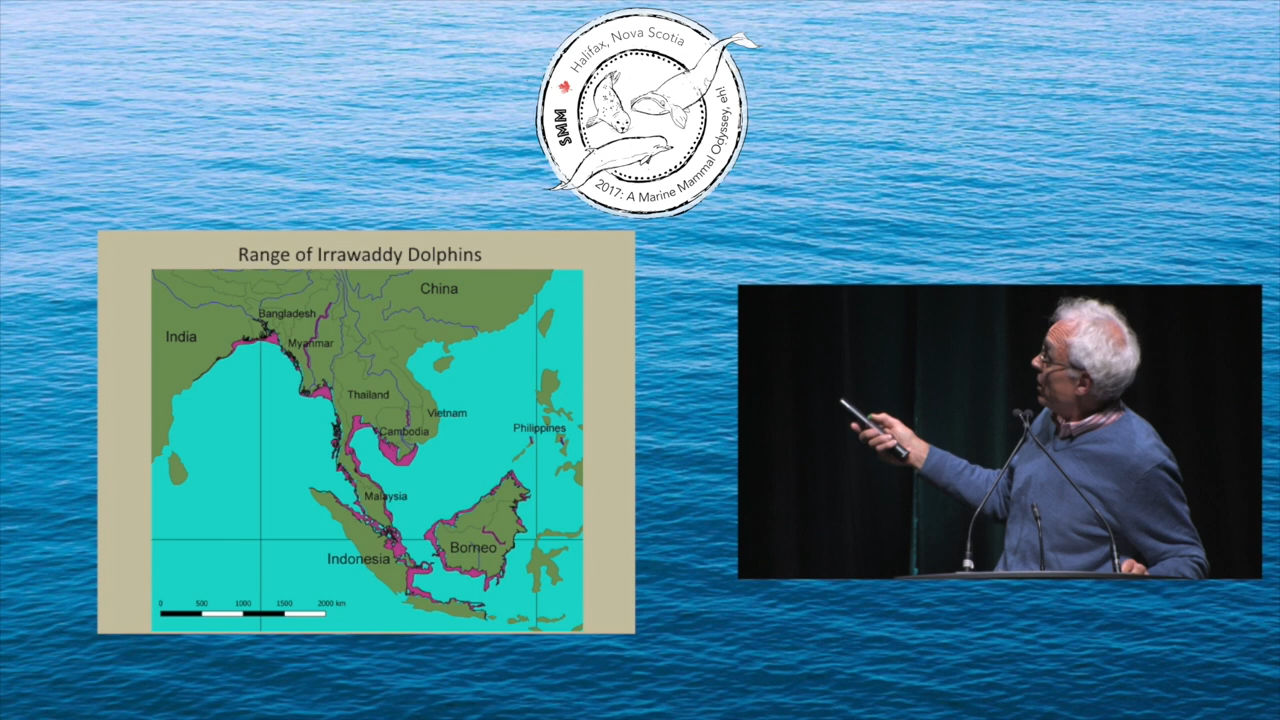 Halifax, Nova Scotia
SMM
2017: A Marine Mammal Odyssey, eh!
Range of Irrawaddy Dolphins
China
Bangladesh
India
Myanmar
Thailand
Vietnam
Cambodia
Philippines
Malaysia
Borneo
Indonesia
0 500 1000 1500 2000 km